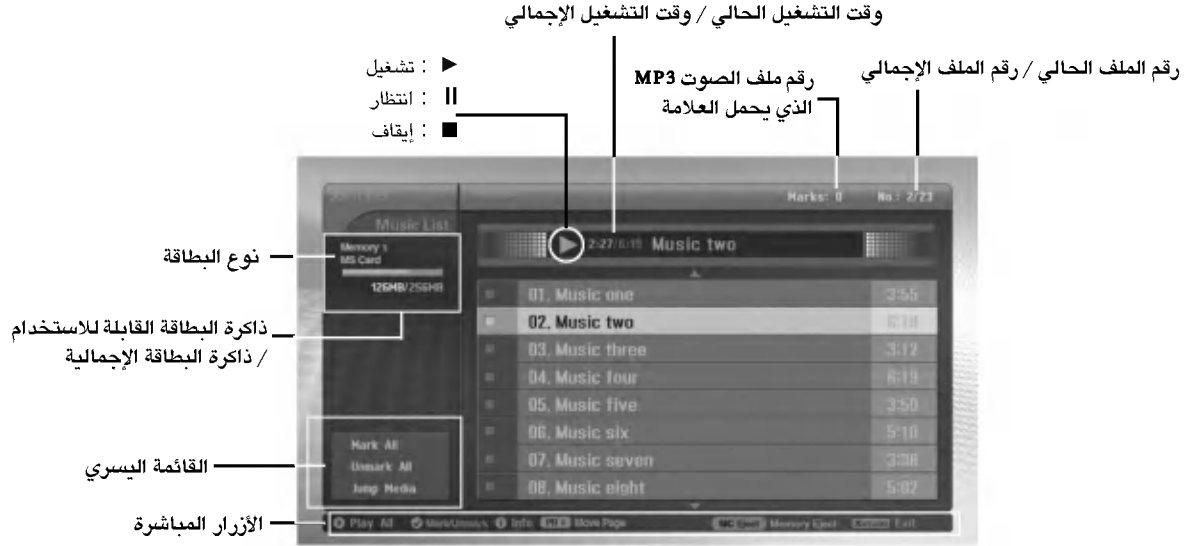 وقت التشغيل الحالي / وقت التشغيل الإجمالي
رقم الملف الحالي / رقم الملف الإجمالي
رقم ملف الصوت MP3
الذي يحمل العلامة
▶ : تشغيل
II : انتظار
■ : إيقاف
Marks: 0 No.: 2/23
Music List
نوع البطاقة
Memory 1
MS Card
126MB/256MB
ذاكرة البطاقة القابلة للاستخدام
/ ذاكرة البطاقة الإجمالية
▶ 2:27/6:19 Music two
01. Music one 3:55
02. Music two
03. Music three 3:12
04. Music four 6:19
05. Music five 3:50
06. Music six 5:10
07. Music seven
08. Music eight 5:02
القائمة اليسري
Mark All
Unmark All
Jump Media
الأزرار المباشرة
Play All Mark/Unmark Info Move Page Memory Eject Exit